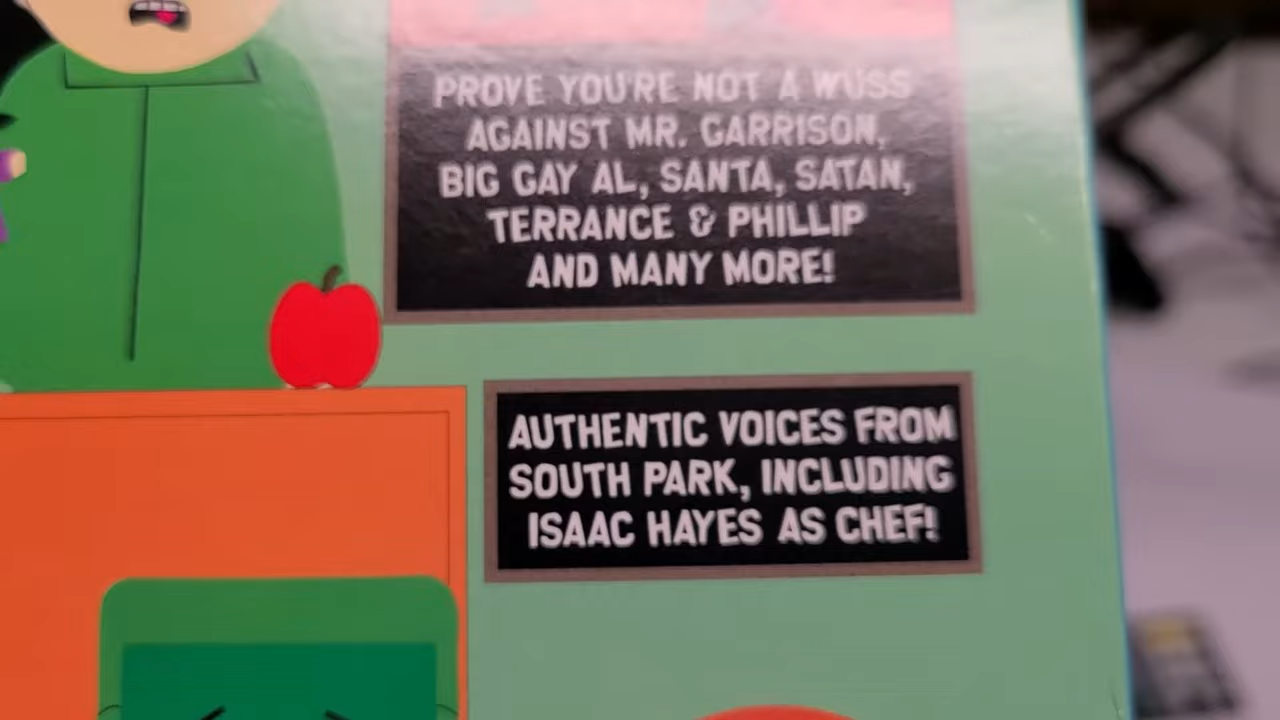 PROVE YOU'RE NOT A WUSS
AGAINST MR. GARRISON,
BIG GAY AL, SANTA, SATAN,
TERRANCE & PHILLIP
AND MANY MORE!
AUTHENTIC VOICES FROM
SOUTH PARK, INCLUDING
ISAAC HAYES AS CHEF!